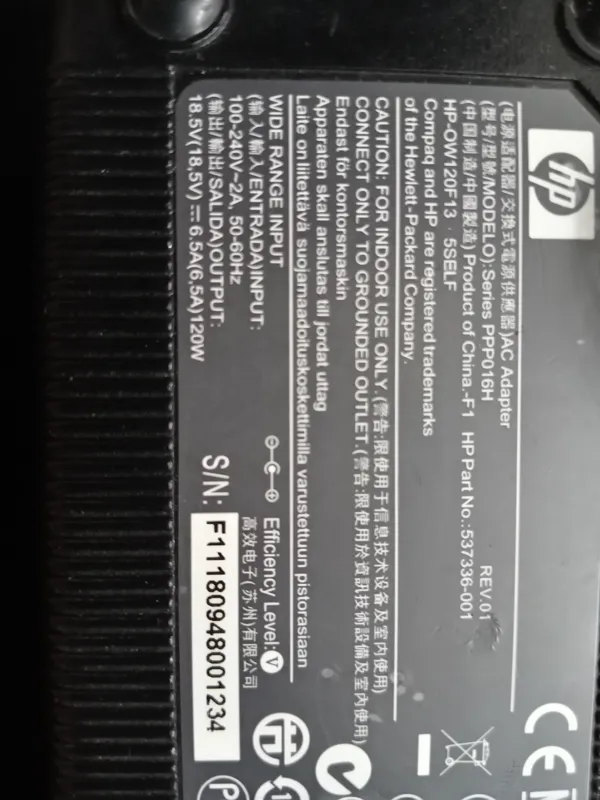 hp
(电源适配器/交換式電源供應器)AC Adapter
(型号/型號/MODELO):Series PPP016H
REV.01
(中国制造/中國製造) Product of China.-F1 HP Part No.:537336-001
HP-OW120F13 · 5SELF
Compaq and HP are registered trademarks
of the Hewlett-Packard Company.
CAUTION: FOR INDOOR USE ONLY.(警告:限使用于信息技术设备及室内使用)
CONNECT ONLY TO GROUNDED OUTLET.(警告:限使用於資訊技術設備及室內使用)
Endast för kontorsmaskin
Apparaten skall anslutas till jordat uttag
Laite on liitettävä suojamaadoituskoskettimilla varustettuun pistorasiaan
WIDE RANGE INPUT
Efficiency Level:V
(输入/輸入/ENTRADA)INPUT:
100-240V~2A, 50-60Hz
高效电子(苏州)有限公司
(输出/輸出/SALIDA)OUTPUT:
18.5V(18,5V)⎓6.5A(6,5A)120W
S/N: F11180948001234
CE